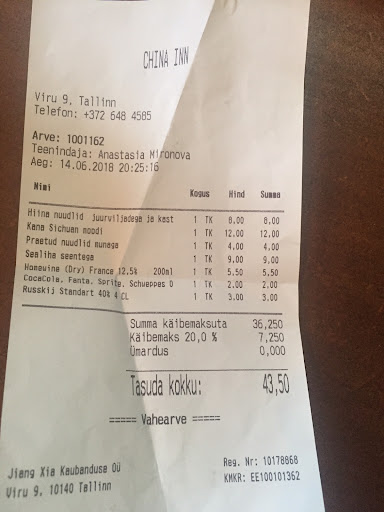 CHINA INN
Viru 9, Tallinn
Telefon: +372 648 4585
Arve: 1001162
Teenindaja: Anastasia Mironova
Aeg: 14.06.2018 20:25:16
Nimi Kogus Hind Summa
Hiina nuudlid juurviljadega ja kast 1 TK 8,00 8,00
Kana Sichuan moodi 1 TK 12,00 12,00
Praetud nuudlid munaga 1 TK 4,00 4,00
Sealiha seentega 1 TK 9,00 9,00
(Dry) France 12.5% 200ml 1 TK 5,50 5,50
CocaCola, Fanta, Sprite, Schweppes 0 1 TK 2,00 2,00
Russkij Standart 40% 4 CL 1 TK 3,00 3,00
Summa käibemaksuta 36,250
Käibemaks 20,0 % 7,250
Ümardus 0,000
Tasuda kokku: 43,50
===== Vahearve =====
Jiang Xia Kaubanduse OÜ Reg. Nr: 10178868
Viru 9, 10140 Tallinn KMKR: EE100101362